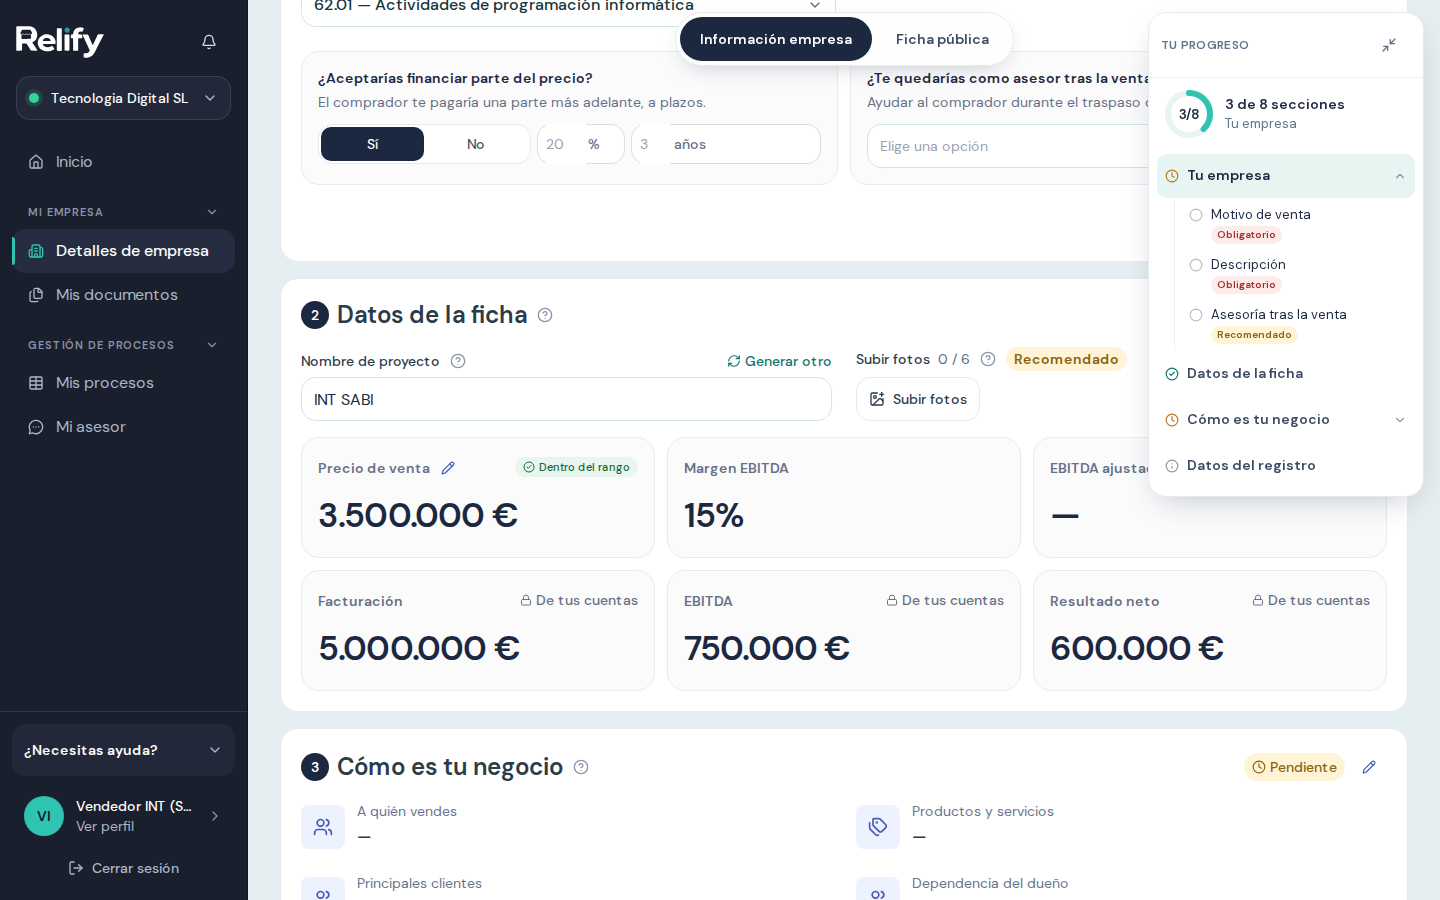 Relify
Tecnologia Digital SL
Inicio
MI EMPRESA
Detalles de empresa
Mis documentos
GESTIÓN DE PROCESOS
Mis procesos
Mi asesor
¿Necesitas ayuda?
VI
Vendedor INT (S...
Ver perfil
Cerrar sesión
62.01 — Actividades de programación informática
Información empresa
Ficha pública
¿Aceptarías financiar parte del precio?
El comprador te pagaría una parte más adelante, a plazos.
Sí
No
20 %
3 años
¿Te quedarías como asesor tras la venta
Ayudar al comprador durante el traspaso
Elige una opción
2 Datos de la ficha
Nombre de proyecto
Generar otro
INT SABI
Subir fotos 0 / 6
Recomendado
Subir fotos
Precio de venta
Dentro del rango
3.500.000 €
Margen EBITDA
15%
EBITDA
—
Facturación
De tus cuentas
5.000.000 €
EBITDA
De tus cuentas
750.000 €
Resultado neto
De tus cuentas
600.000 €
3 Cómo es tu negocio
Pendiente
A quién vendes
—
Productos y servicios
—
Principales clientes
Dependencia del dueño
TU PROGRESO
3/8
3 de 8 secciones
Tu empresa
Tu empresa
Motivo de venta
Obligatorio
Descripción
Obligatorio
Asesoría tras la venta
Recomendado
Datos de la ficha
Cómo es tu negocio
Datos del registro